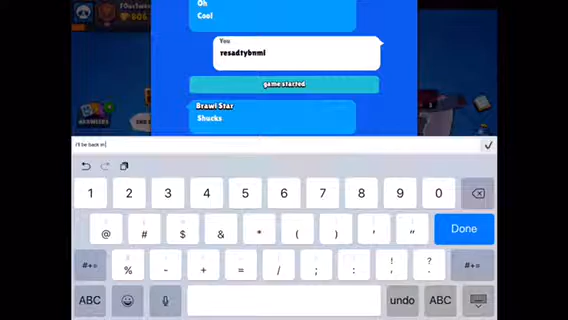 Oh
Cool
You
resadtybnml
game started
Brawl Star
Shucks
I'll be back in
1 2 3 4 5 6 7 8 9 0
@ # $ & * ( ) ' "
Done
#+= % - + = / ; : ! ? #+=
ABC undo ABC